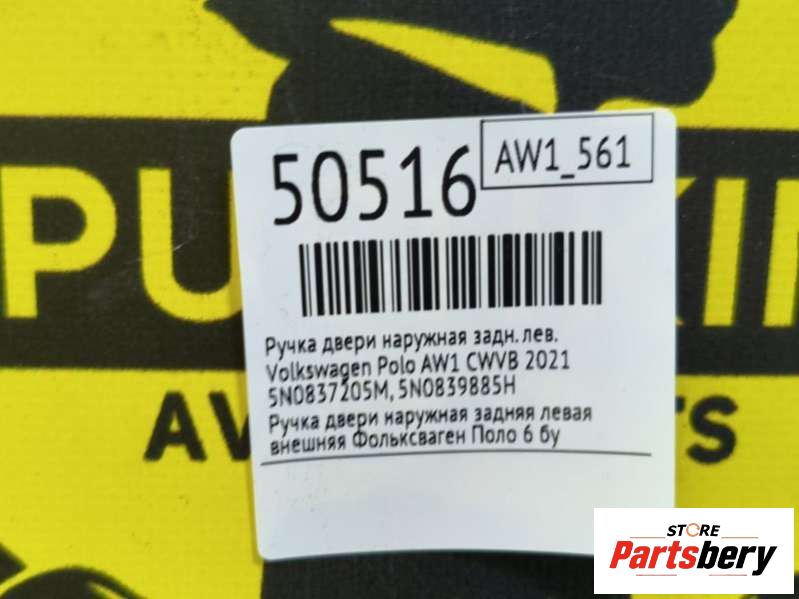 50516
AW1_561
Ручка двери наружная задн. лев.
Volkswagen Polo AW1 CWVB 2021
5N0837205M, 5N0839885H
Ручка двери наружная задняя левая
внешняя Фольксваген Поло 6 бу
STORE
Partsbery